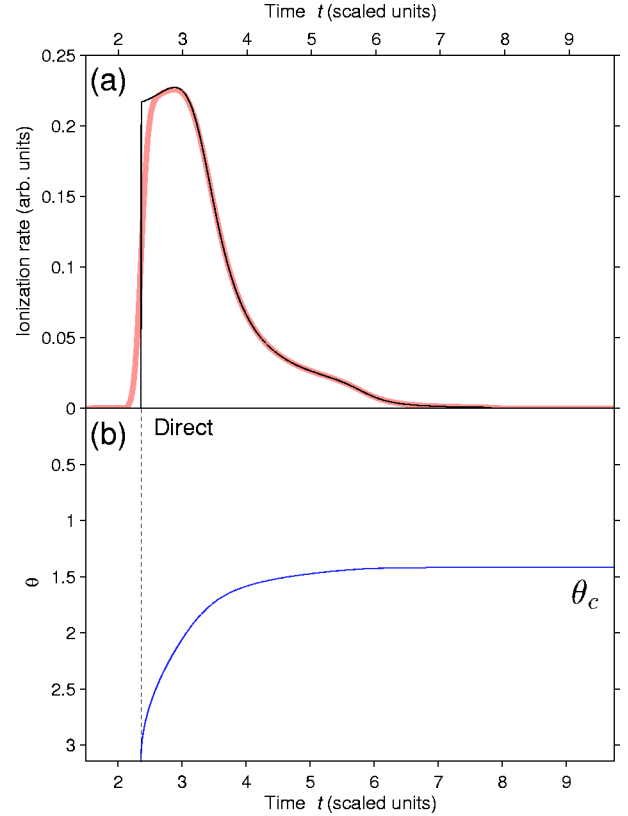 Time t (scaled units)
2 3 4 5 6 7 8 9
(a)
Ionization rate (arb. units)
0.25
0.2
0.15
0.1
0.05
0
(b)
Direct
θ
0.5
1
1.5
2
2.5
3
θc
2 3 4 5 6 7 8 9
Time t (scaled units)